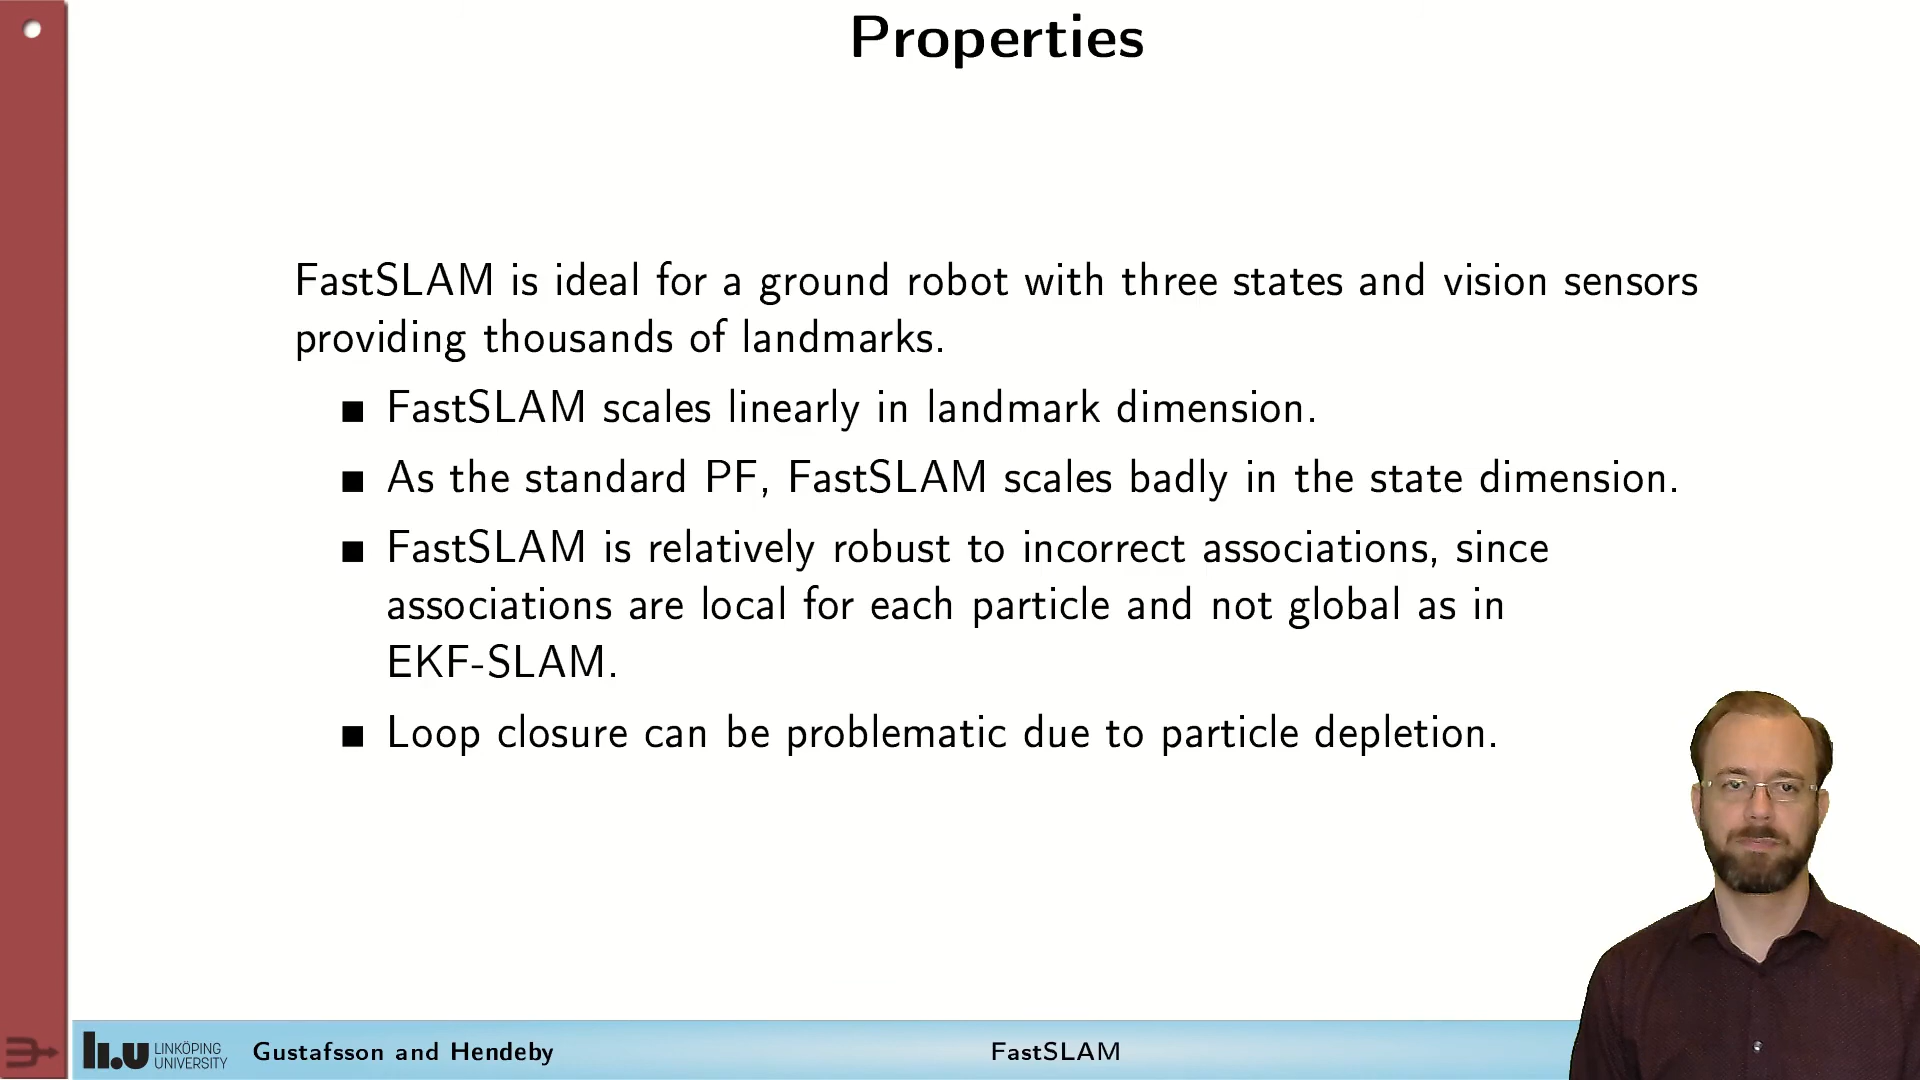 Properties
FastSLAM is ideal for a ground robot with three states and vision sensors
providing thousands of landmarks.
FastSLAM scales linearly in landmark dimension.
As the standard PF, FastSLAM scales badly in the state dimension.
FastSLAM is relatively robust to incorrect associations, since
associations are local for each particle and not global as in
EKF-SLAM.
Loop closure can be problematic due to particle depletion.
li.u LINKÖPING
UNIVERSITY
Gustafsson and Hendeby
FastSLAM